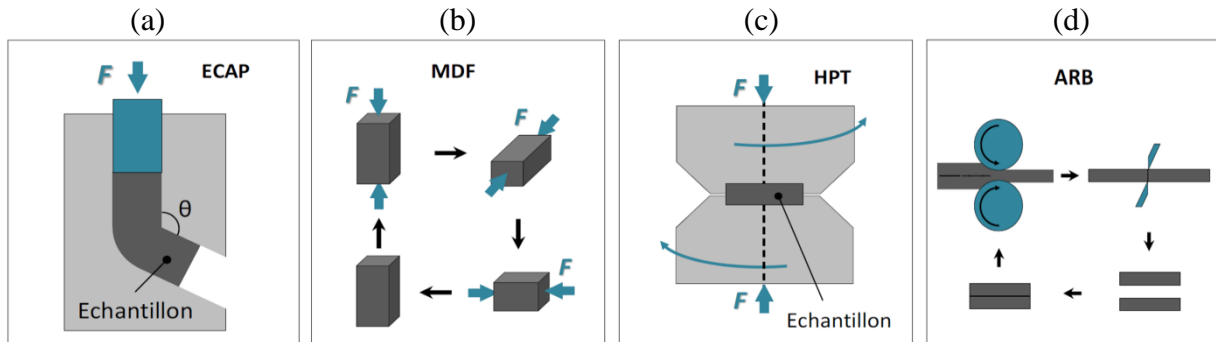 (a)
ECAP
F
θ
Echantillon
(b)
MDF
F
F
F
(c)
HPT
F
F
Echantillon
(d)
ARB